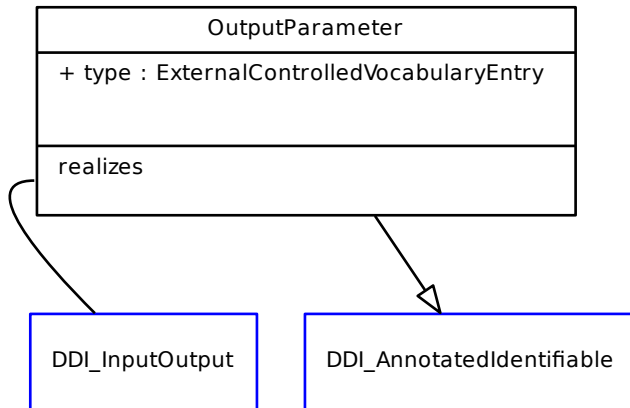 OutputParameter
+ type : ExternalControlledVocabularyEntry
realizes
DDI_InputOutput
DDI_AnnotatedIdentifiable